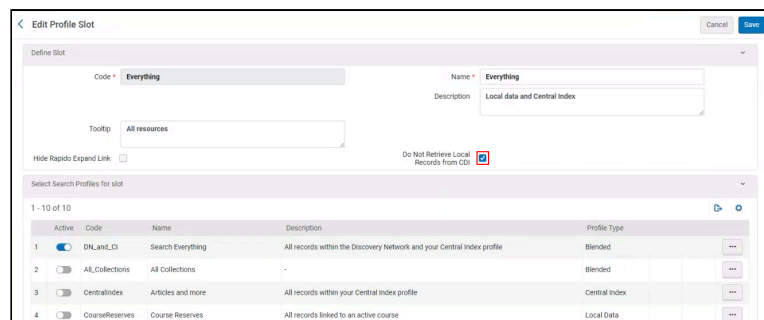 Edit Profile Slot
Cancel
Save
Define Slot
Code * Everything
Name * Everything
Description Local data and Central Index
Tooltip All resources
Hide Rapido Expand Link
Do Not Retrieve Local
Records from CDI
Select Search Profiles for slot
1 - 10 of 10
Active Code Name Description Profile Type
1 DN_and_CI Search Everything All records within the Discovery Network and your Central Index profile Blended
2 All_Collections All Collections - Blended
3 CentralIndex Articles and more All records within your Central Index profile Central Index
4 CourseReserves Course Reserves All records linked to an active course Local Data